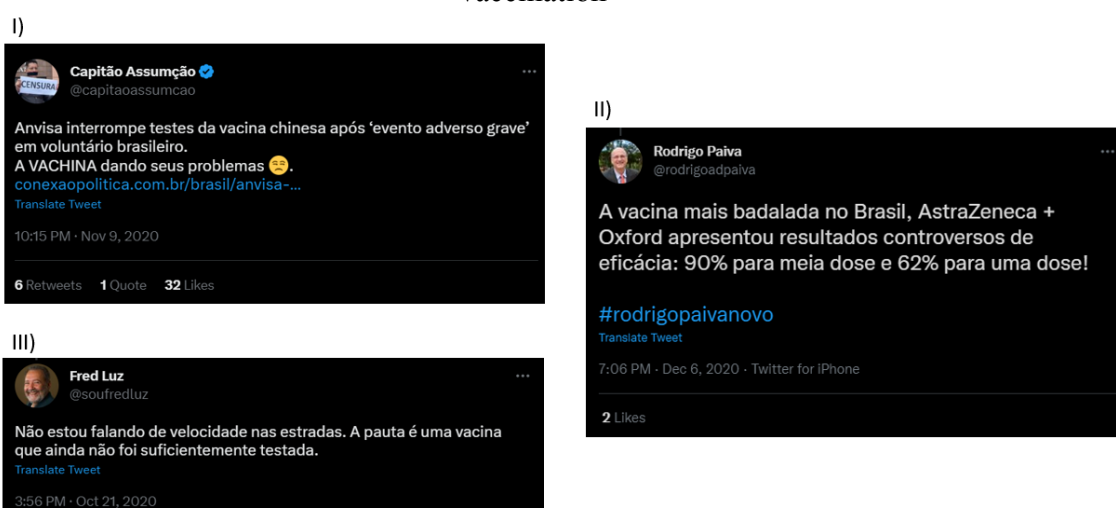 I)
Capitão Assumção
@capitaoassumcao
Anvisa interrompe testes da vacina chinesa após ‘evento adverso grave’
em voluntário brasileiro.
A VACHINA dando seus problemas 😒.
conexaopolitica.com.br/brasil/anvisa-...
Translate Tweet
10:15 PM · Nov 9, 2020
6 Retweets 1 Quote 32 Likes
II)
Rodrigo Paiva
@rodrigoadpaiva
A vacina mais badalada no Brasil, AstraZeneca +
Oxford apresentou resultados controversos de
eficácia: 90% para meia dose e 62% para uma dose!
#rodrigopaivanovo
Translate Tweet
7:06 PM · Dec 6, 2020 · Twitter for iPhone
2 Likes
III)
Fred Luz
@soufredluz
Não estou falando de velocidade nas estradas. A pauta é uma vacina
que ainda não foi suficientemente testada.
Translate Tweet
3:56 PM · Oct 21, 2020